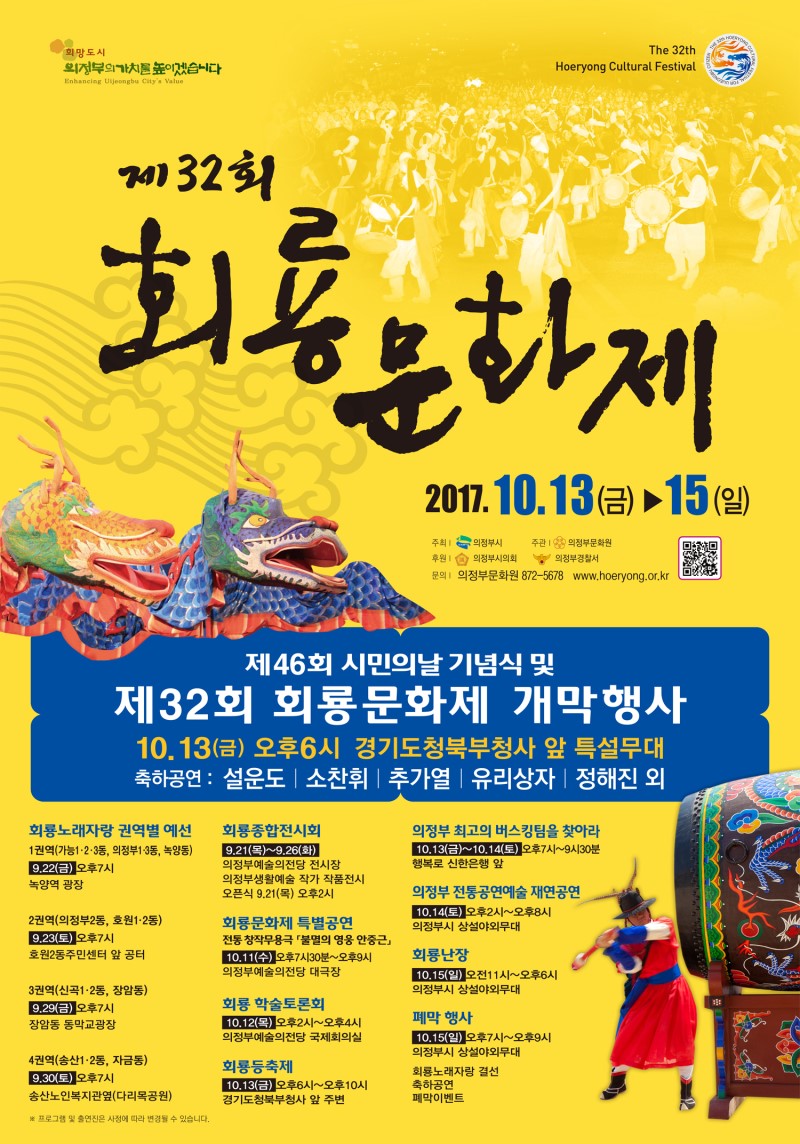 희망도시
의정부의가치를높이겠습니다
Enhancing Uijeongbu City's Value
The 32th
Hoeryong Cultural Festival
제32회
회룡문화제
2017. 10.13(금) ▶ 15(일)
주최 | 의정부시 주관 | 의정부문화원
후원 | 의정부시의회 의정부경찰서
문의 | 의정부문화원 872-5678 www.hoeryong.or.kr
제46회 시민의날 기념식 및
제32회 회룡문화제 개막행사
10.13(금) 오후6시 경기도청북부청사 앞 특설무대
축하공연 : 설운도 | 소찬휘 | 추가열 | 유리상자 | 정해진 외
회룡노래자랑 권역별 예선
1권역(가능1·2·3동, 의정부1·3동, 녹양동)
9.22(금) 오후7시
녹양역 광장
2권역(의정부2동, 호원1·2동)
9.23(토) 오후7시
호원2동주민센터 앞 공터
3권역(신곡1·2동, 장암동)
9.29(금) 오후7시
장암동 동막교광장
4권역(송산1·2동, 자금동)
9.30(토) 오후7시
송산노인복지관옆(다리목공원)
※ 프로그램 및 출연진은 사정에 따라 변경될 수 있습니다.
회룡종합전시회
9.21(목)~9.26(화)
의정부예술의전당 전시장
의정부생활예술 작가 작품전시
오픈식 9.21(목) 오후2시
회룡문화제 특별공연
전통 창작무용극 「불멸의 영웅 안중근」
10.11(수) 오후7시30분~오후9시
의정부예술의전당 대극장
회룡 학술토론회
10.12(목) 오후2시~오후4시
의정부예술의전당 국제회의실
회룡등축제
10.13(금) 오후6시~오후10시
경기도청북부청사 앞 주변
의정부 최고의 버스킹팀을 찾아라
10.13(금)~10.14(토) 오후7시~9시30분
행복로 신한은행 앞
의정부 전통공연예술 재연공연
10.14(토) 오후2시~오후8시
의정부시 상설야외무대
회룡난장
10.15(일) 오전11시~오후6시
의정부시 상설야외무대
폐막 행사
10.15(일) 오후7시~오후9시
의정부시 상설야외무대
회룡노래자랑 결선
축하공연
폐막이벤트